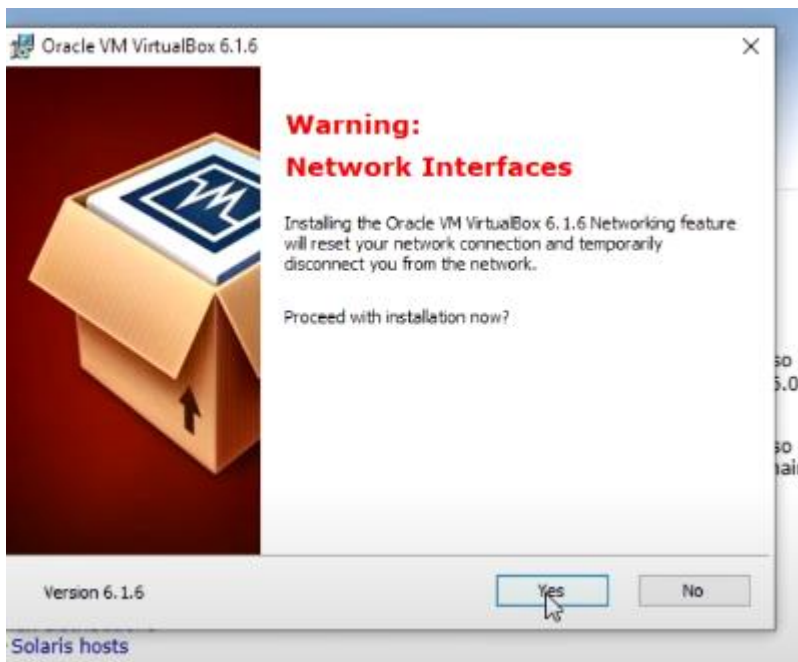 Oracle VM VirtualBox 6.1.6
Warning:
Network Interfaces
Installing the Oracle VM VirtualBox 6.1.6 Networking feature
will reset your network connection and temporarily
disconnect you from the network.
Proceed with installation now?
so
Version 6.1.6
Yes
No
Solaris hosts